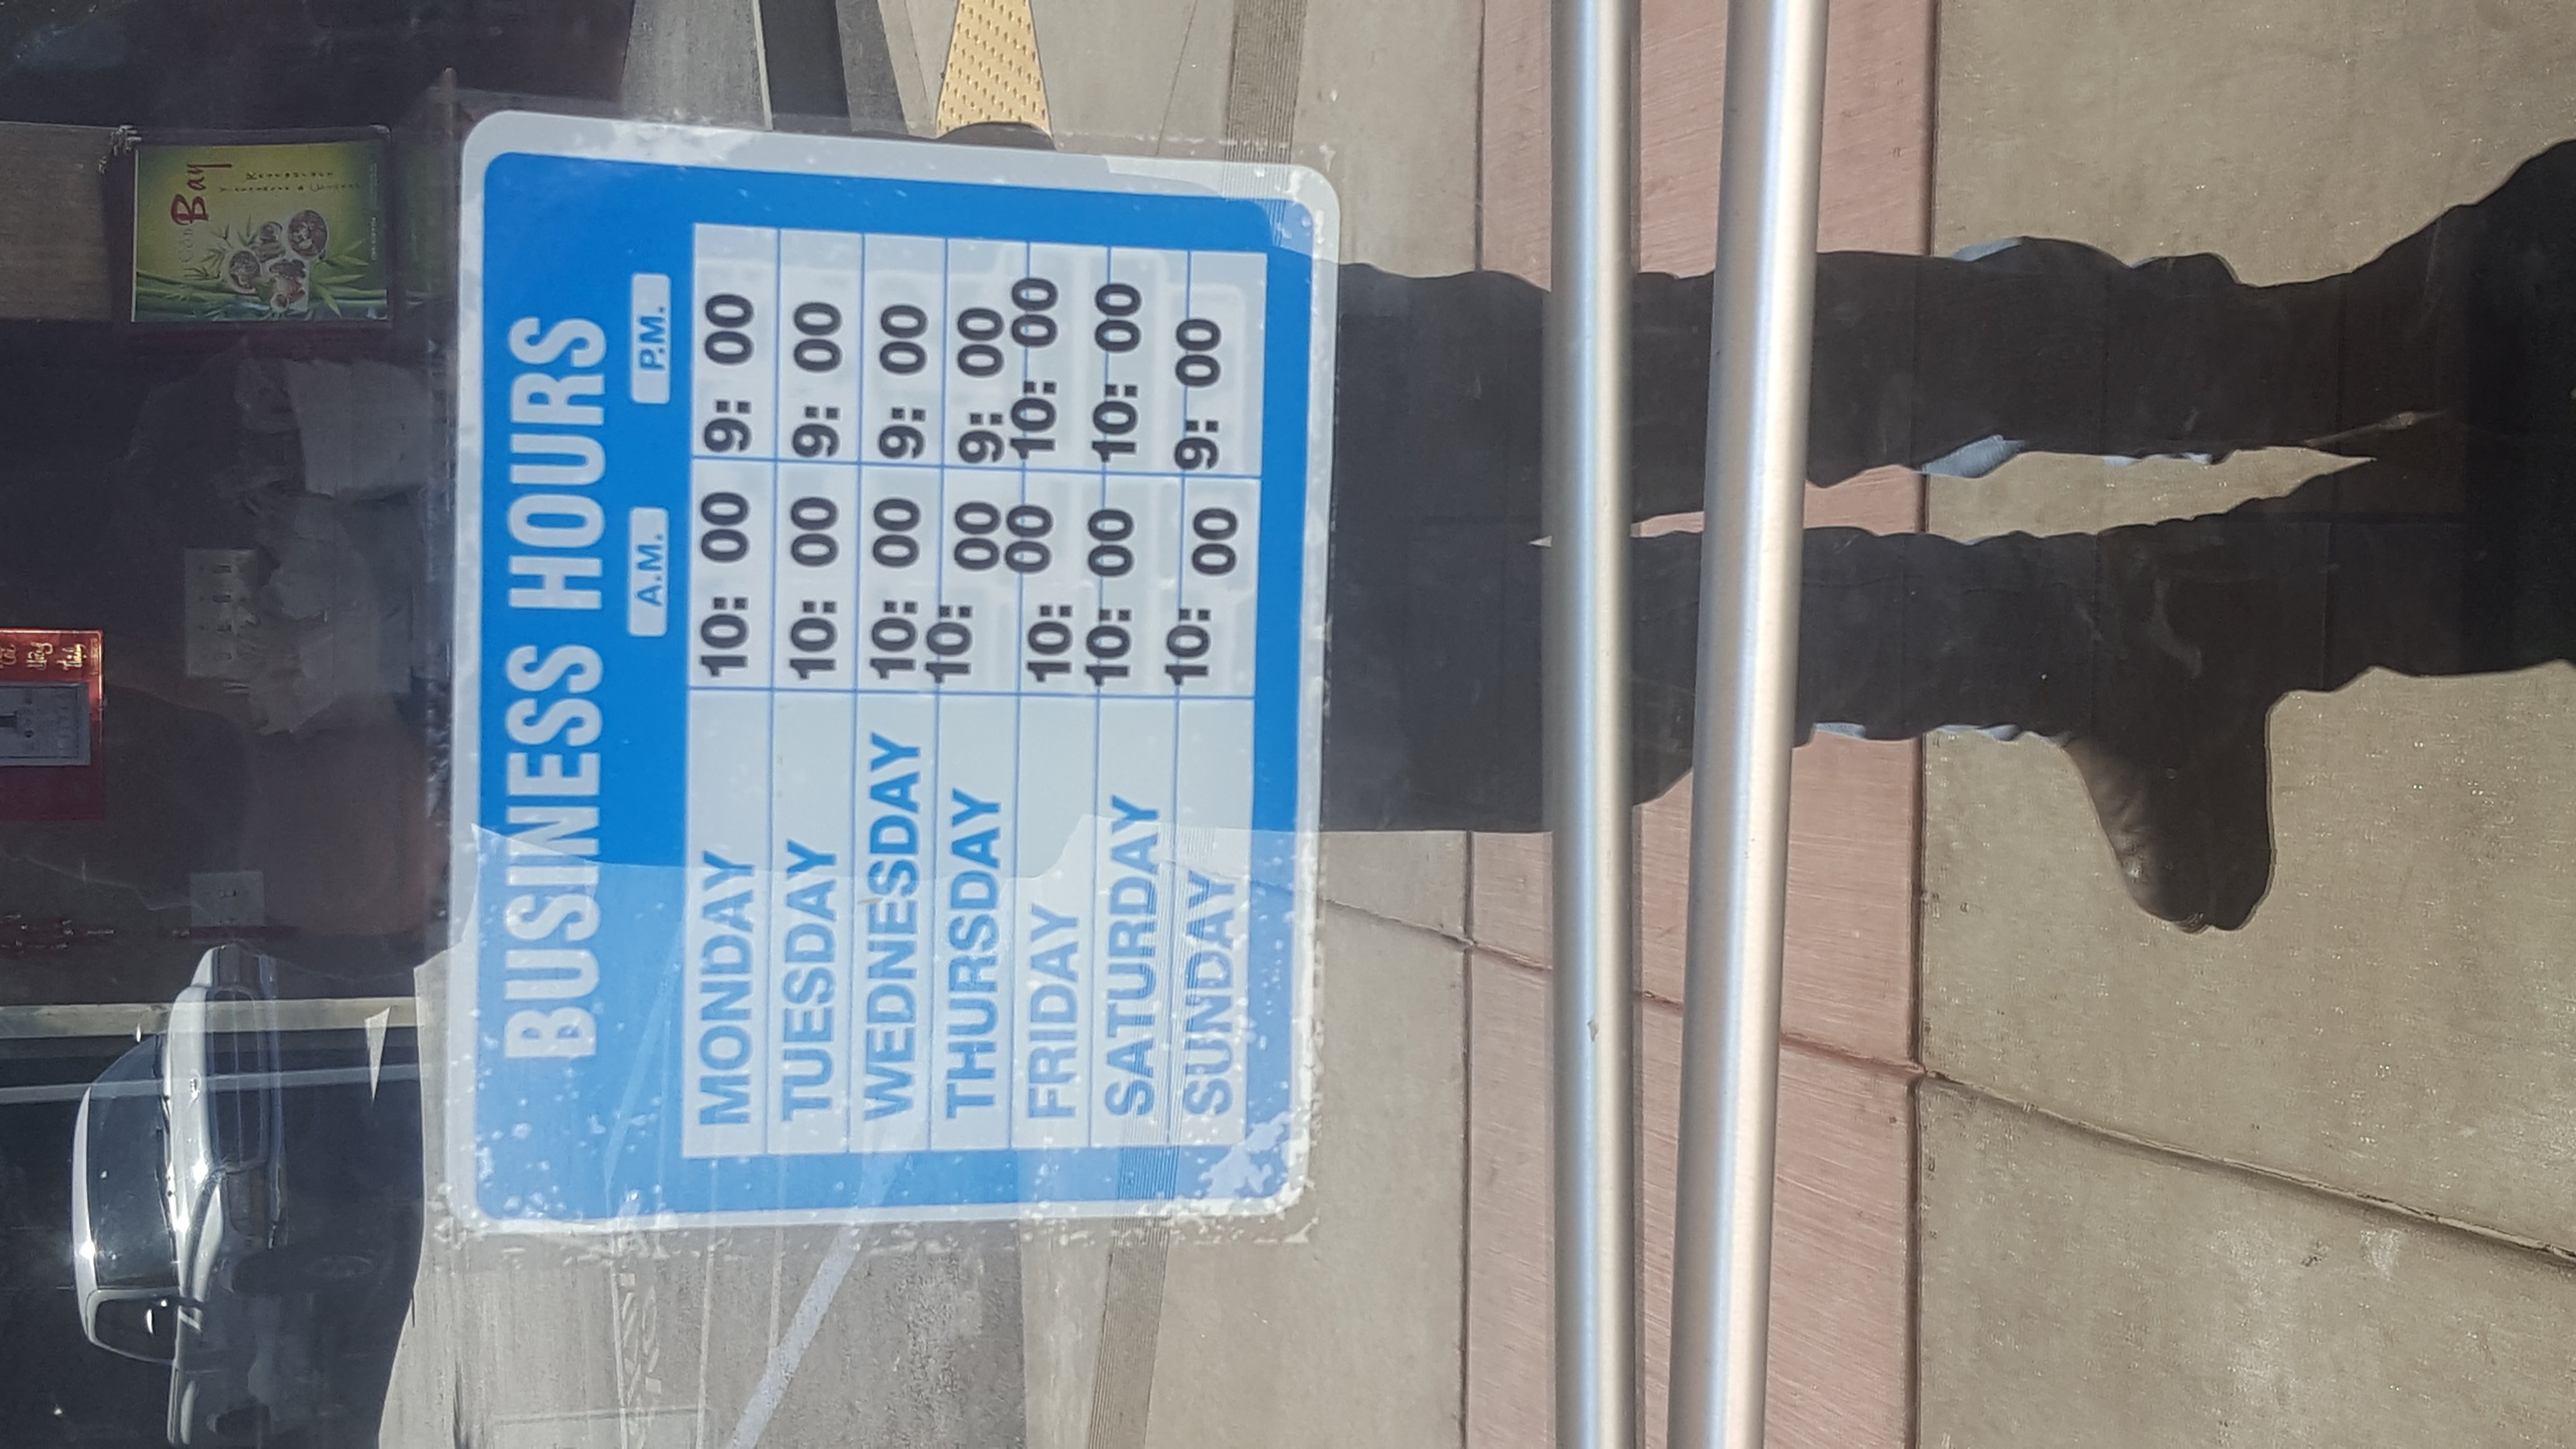 BUSINESS HOURS
A.M. P.M.
MONDAY 10: 00 9: 00
TUESDAY 10: 00 9: 00
WEDNESDAY 10: 00 9: 00
THURSDAY 10: 00 9: 00
FRIDAY 10: 00 10: 00
SATURDAY 10: 00 10: 00
SUNDAY 10: 00 9: 00
Bay